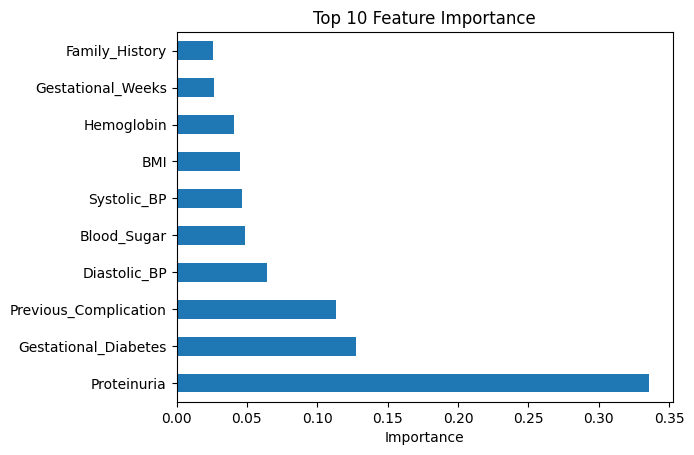 Top 10 Feature Importance
Family_History
Gestational_Weeks
Hemoglobin
BMI
Systolic_BP
Blood_Sugar
Diastolic_BP
Previous_Complication
Gestational_Diabetes
Proteinuria
0.00 0.05 0.10 0.15 0.20 0.25 0.30 0.35
Importance